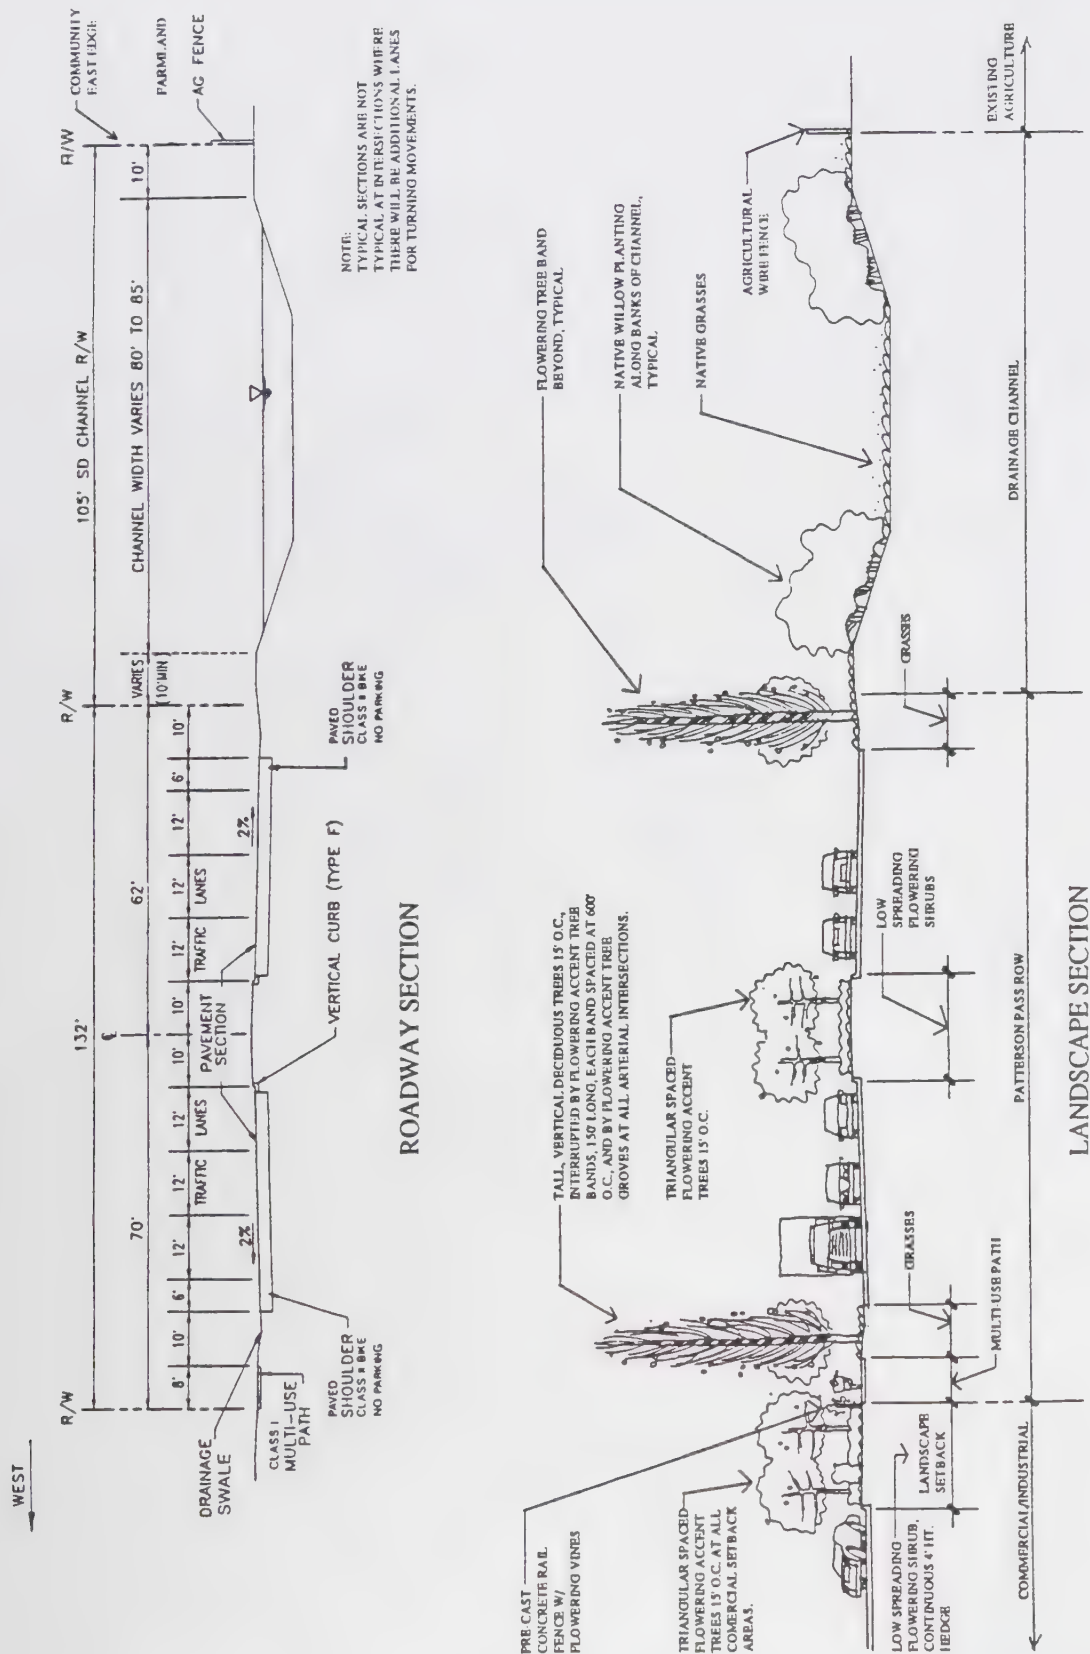 WEST
R/W
132'
R/W
105' SD CHANNEL R/W
R/W
COMMUNITY
EAST EDGE
70'
62'
VARIES
(10'MIN)
CHANNEL WIDTH VARIES 80' TO 85'
10'
FARMLAND
AG FENCE
8'
10'
6'
12'
12'
12'
10'
10'
12'
12'
12'
6'
10'
TRAFFIC
LANES
TRAFFIC
LANES
2%
2%
PAVEMENT
SECTION
DRAINAGE
SWALE
CLASS I
MULTI-USE
PATH
PAVED
SHOULDER
CLASS II BIKE
NO PARKING
VERTICAL CURB (TYPE F)
PAVED
SHOULDER
CLASS II BIKE
NO PARKING
NOTE:
TYPICAL SECTIONS ARE NOT
TYPICAL AT INTERSECTIONS WHERE
THERE WILL BE ADDITIONAL LANES
FOR TURNING MOVEMENTS.
ROADWAY SECTION
PRE-CAST
CONCRETE RAIL
FENCE W/
FLOWERING VINES
TALL, VERTICAL DECIDUOUS TREES 15' O.C.,
INTERRUPTED BY FLOWERING ACCENT TREE
BANDS, 150' LONG, EACH BAND SPACED AT 600'
O.C., AND BY FLOWERING ACCENT TREE
GROVES AT ALL ARTERIAL INTERSECTIONS.
FLOWERING TREE BAND
BEYOND, TYPICAL
NATIVE WILLOW PLANTING
ALONG BANKS OF CHANNEL,
TYPICAL
TRIANGULAR SPACED
FLOWERING ACCENT
TREES 15' O.C. AT ALL
COMERCIAL SETBACK
AREAS.
TRIANGULAR SPACED
FLOWERING ACCENT
TREES 15' O.C.
NATIVE GRASSES
AGRICULTURAL
WIRE FENCE
LOW SPREADING
FLOWERING SHRUB,
CONTINUOUS 4' HT.
HEDGE
LANDSCAPE
SETBACK
MULTI-USE PATH
GRASSES
LOW
SPREADING
FLOWERING
SHRUBS
GRASSES
COMMERCIAL/INDUSTRIAL
PATTERSON PASS ROW
DRAINAGE CHANNEL
EXISTING
AGRICULTURE
LANDSCAPE SECTION